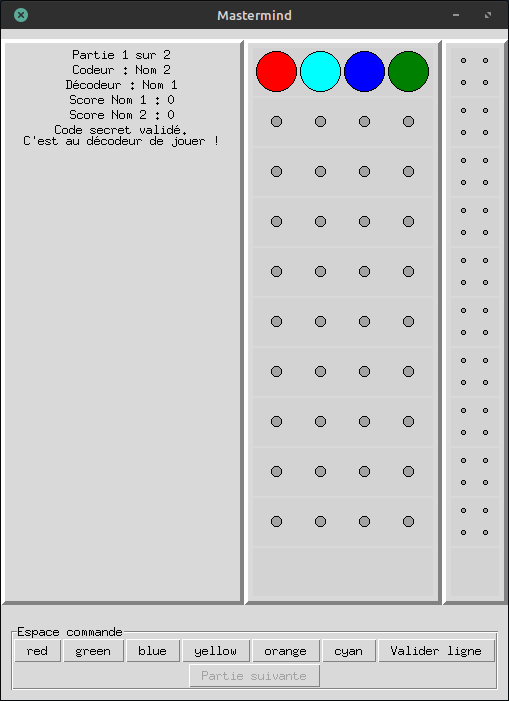 Mastermind
Partie 1 sur 2
Codeur : Nom 2
Décodeur : Nom 1
Score Nom 1 : 0
Score Nom 2 : 0
Code secret validé.
C'est au décodeur de jouer !
Espace commande
red green blue yellow orange cyan Valider ligne
Partie suivante